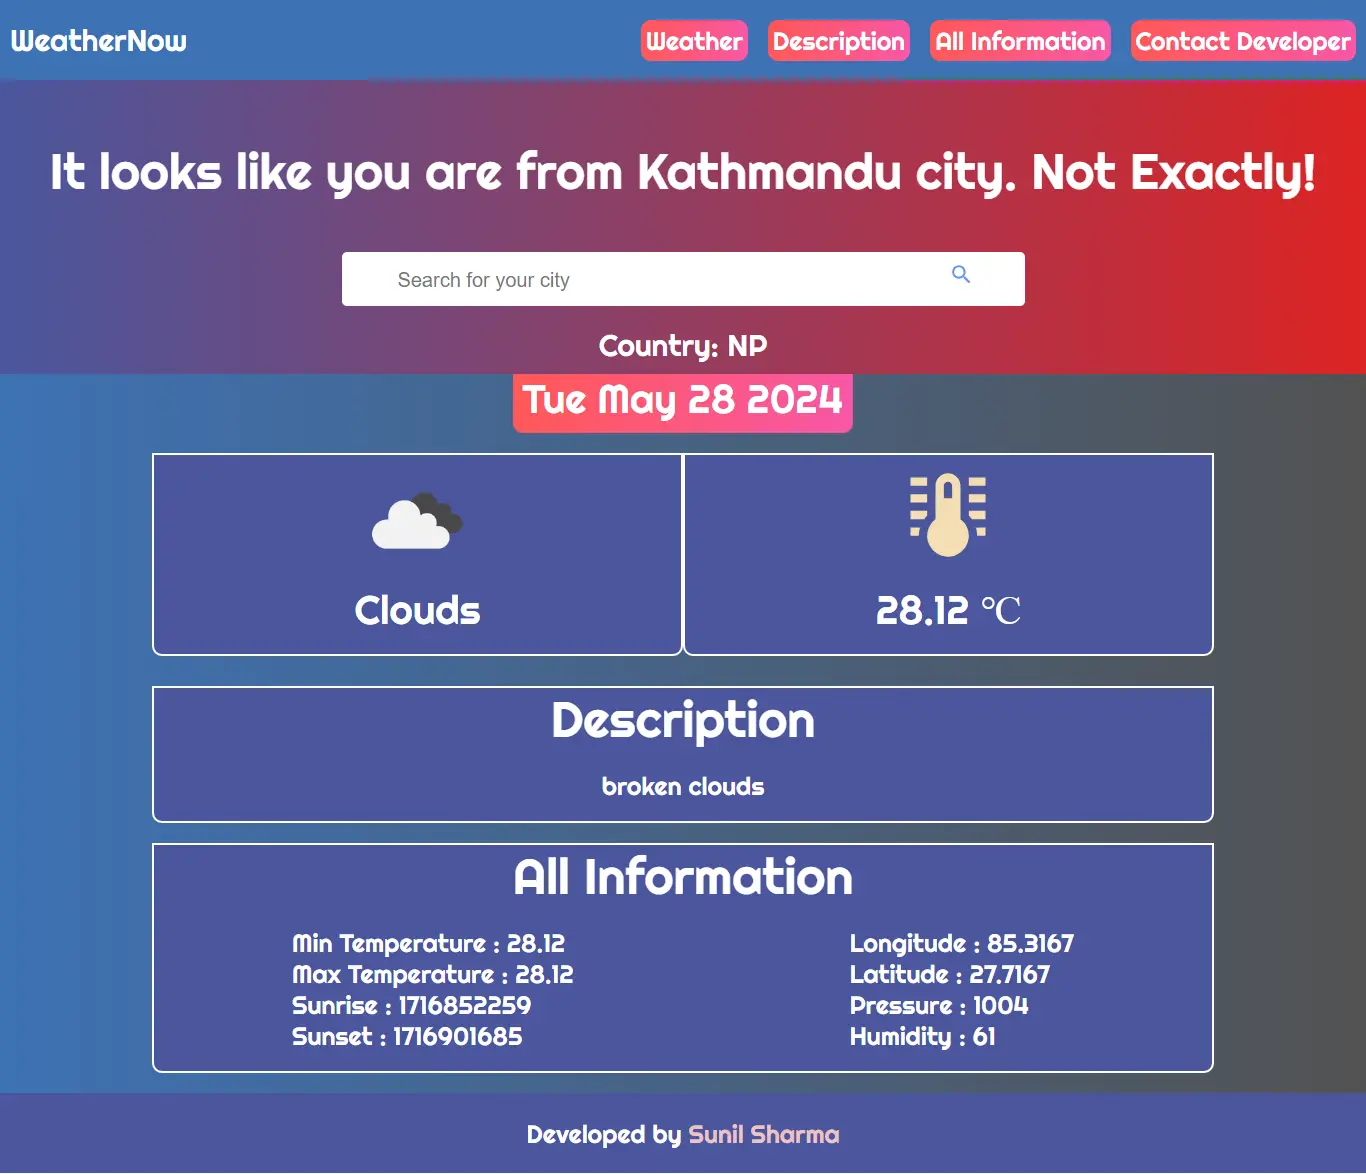 WeatherNow
Weather Description All Information Contact Developer
It looks like you are from Kathmandu city. Not Exactly!
Search for your city
Country: NP
Tue May 28 2024
Clouds
28.12 ℃
Description
broken clouds
All Information
Min Temperature : 28.12
Max Temperature : 28.12
Sunrise : 1716852259
Sunset : 1716901685
Longitude : 85.3167
Latitude : 27.7167
Pressure : 1004
Humidity : 61
Developed by Sunil Sharma